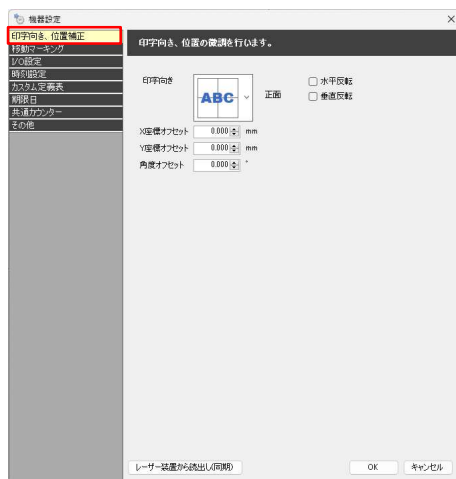 機器設定
印字向き、位置補正
移動マーキング
I/O設定
時刻設定
カスタム定義表
期限日
共通カウンター
その他
印字向き、位置の微調を行います。
印字向き
ABC
正面
水平反転
垂直反転
X座標オフセット 0.000 mm
Y座標オフセット 0.000 mm
角度オフセット 0.000 °
レーザー装置から読出し(同期)
OK
キャンセル